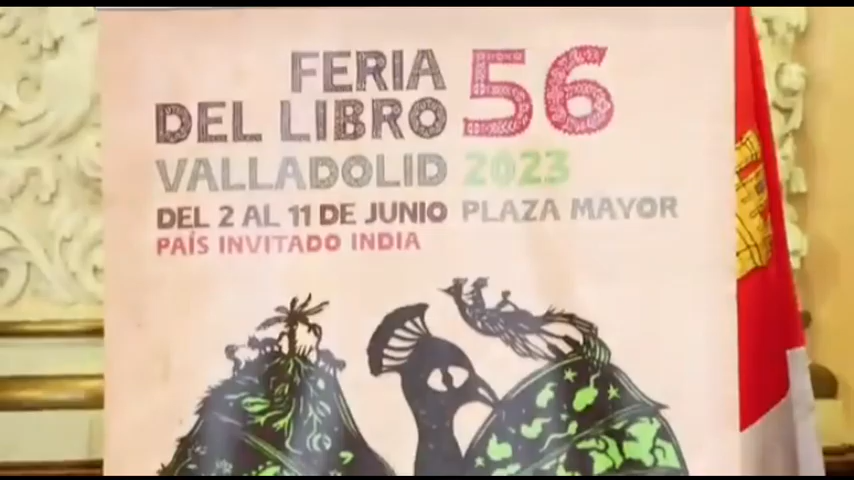 FERIA
DEL LIBRO 56
VALLADOLID 2023
DEL 2 AL 11 DE JUNIO PLAZA MAYOR
PAÍS INVITADO INDIA